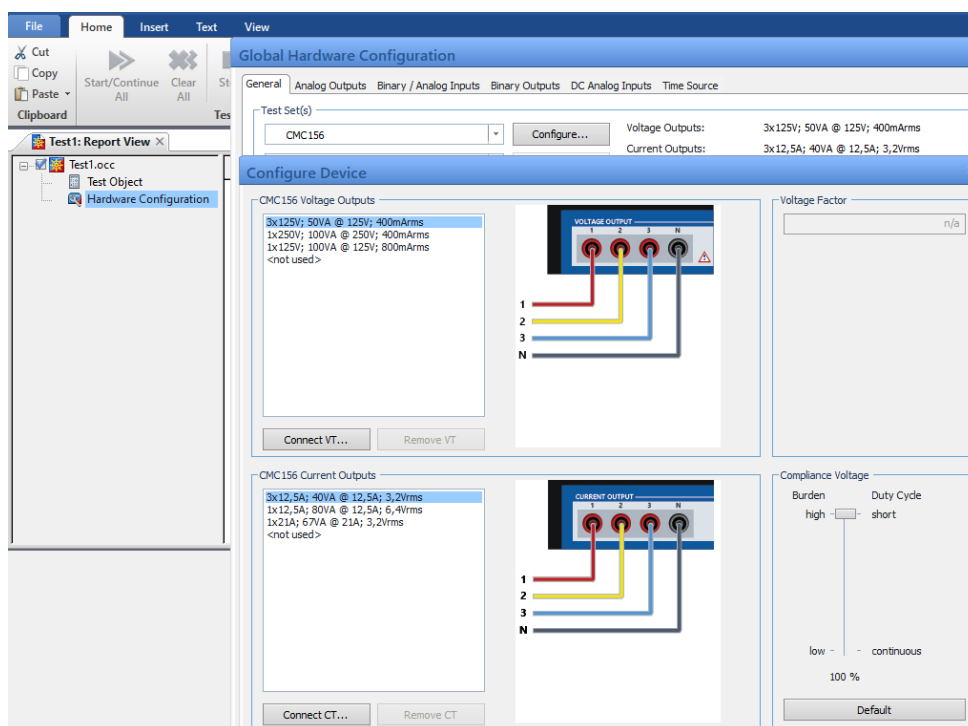 File Home Insert Text View
Cut
Copy
Paste
Clipboard
Start/Continue All
Clear All
Global Hardware Configuration
General Analog Outputs Binary / Analog Inputs Binary Outputs DC Analog Inputs Time Source
Test Set(s)
CMC156
Configure...
Voltage Outputs: 3x125V; 50VA @ 125V; 400mArms
Current Outputs: 3x12,5A; 40VA @ 12,5A; 3,2Vrms
Test1: Report View
Test1.occ
Test Object
Hardware Configuration
Configure Device
CMC156 Voltage Outputs
3x125V; 50VA @ 125V; 400mArms
1x250V; 100VA @ 250V; 400mArms
1x125V; 100VA @ 125V; 800mArms
<not used>
Connect VT...
Remove VT
VOLTAGE OUTPUT
1 2 3 N
1
2
3
N
Voltage Factor
n/a
CMC156 Current Outputs
3x12,5A; 40VA @ 12,5A; 3,2Vrms
1x12,5A; 80VA @ 12,5A; 6,4Vrms
1x21A; 67VA @ 21A; 3,2Vrms
<not used>
Connect CT...
Remove CT
CURRENT OUTPUT
1 2 3 N
1
2
3
N
Compliance Voltage
Burden Duty Cycle
high short
low continuous
100 %
Default